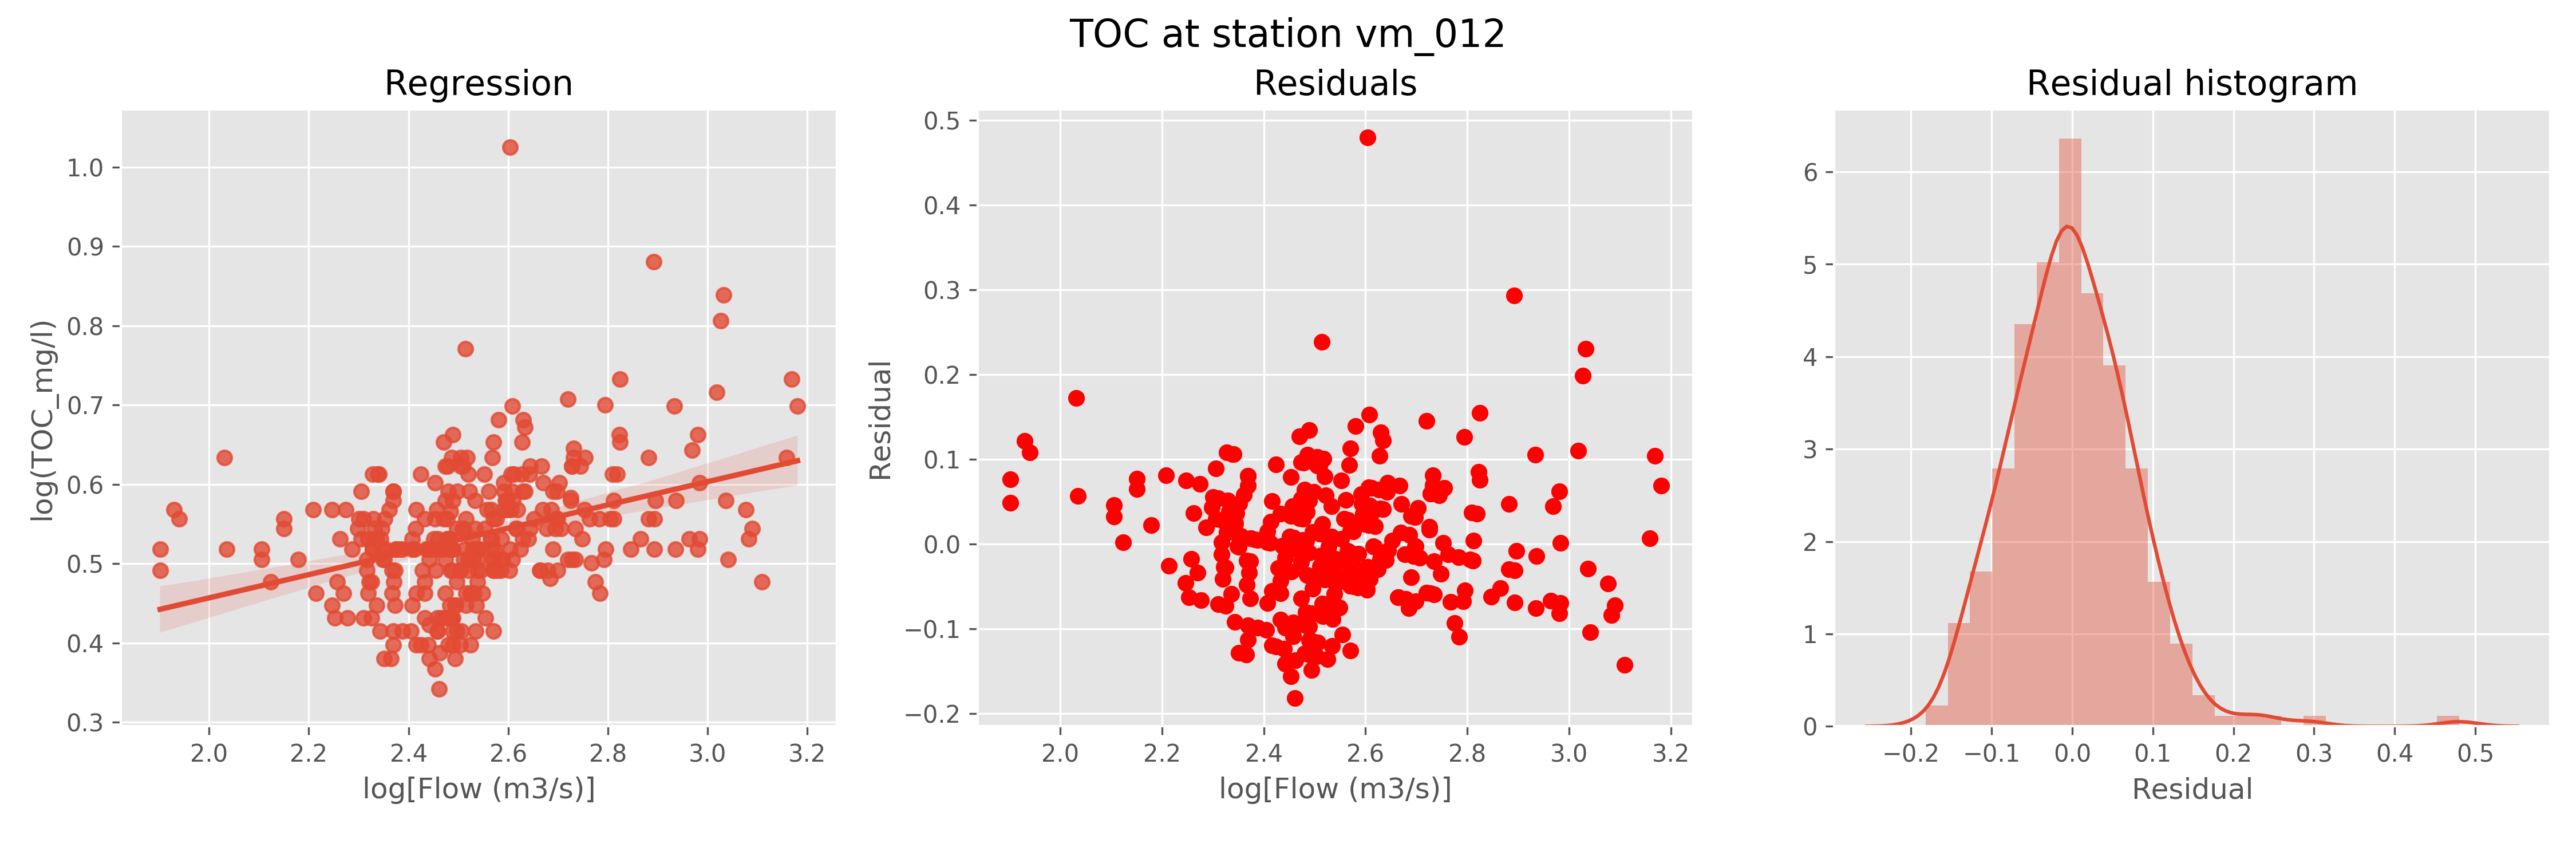 TOC at station vm_012
Regression
log(TOC_mg/l)
1.0
0.9
0.8
0.7
0.6
0.5
0.4
0.3
2.0 2.2 2.4 2.6 2.8 3.0 3.2
log[Flow (m3/s)]
Residuals
Residual
0.5
0.4
0.3
0.2
0.1
0.0
−0.1
−0.2
2.0 2.2 2.4 2.6 2.8 3.0 3.2
log[Flow (m3/s)]
Residual histogram
6
5
4
3
2
1
0
−0.2 −0.1 0.0 0.1 0.2 0.3 0.4 0.5
Residual